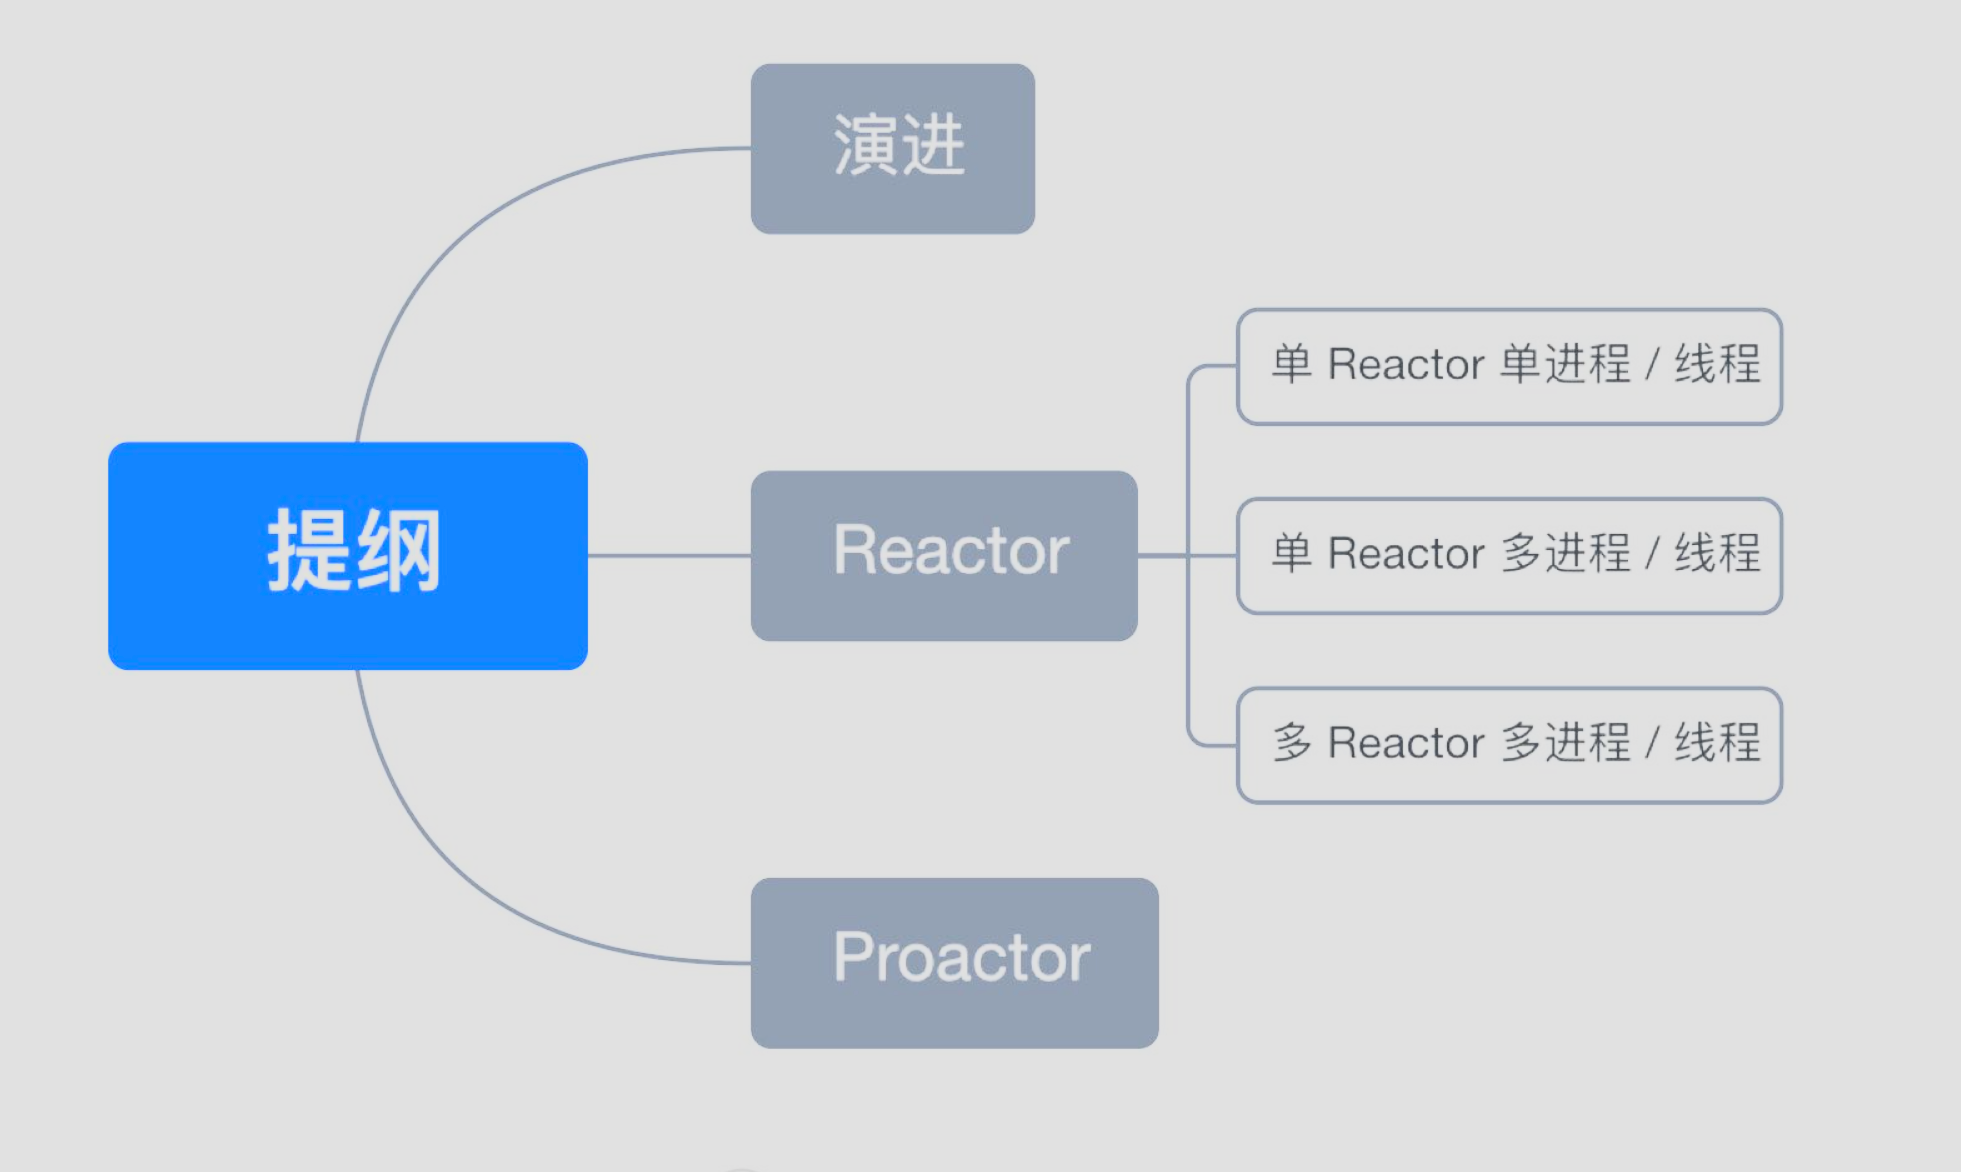 演进
提纲
Reactor
单 Reactor 单进程 / 线程
单 Reactor 多进程 / 线程
多 Reactor 多进程 / 线程
Proactor